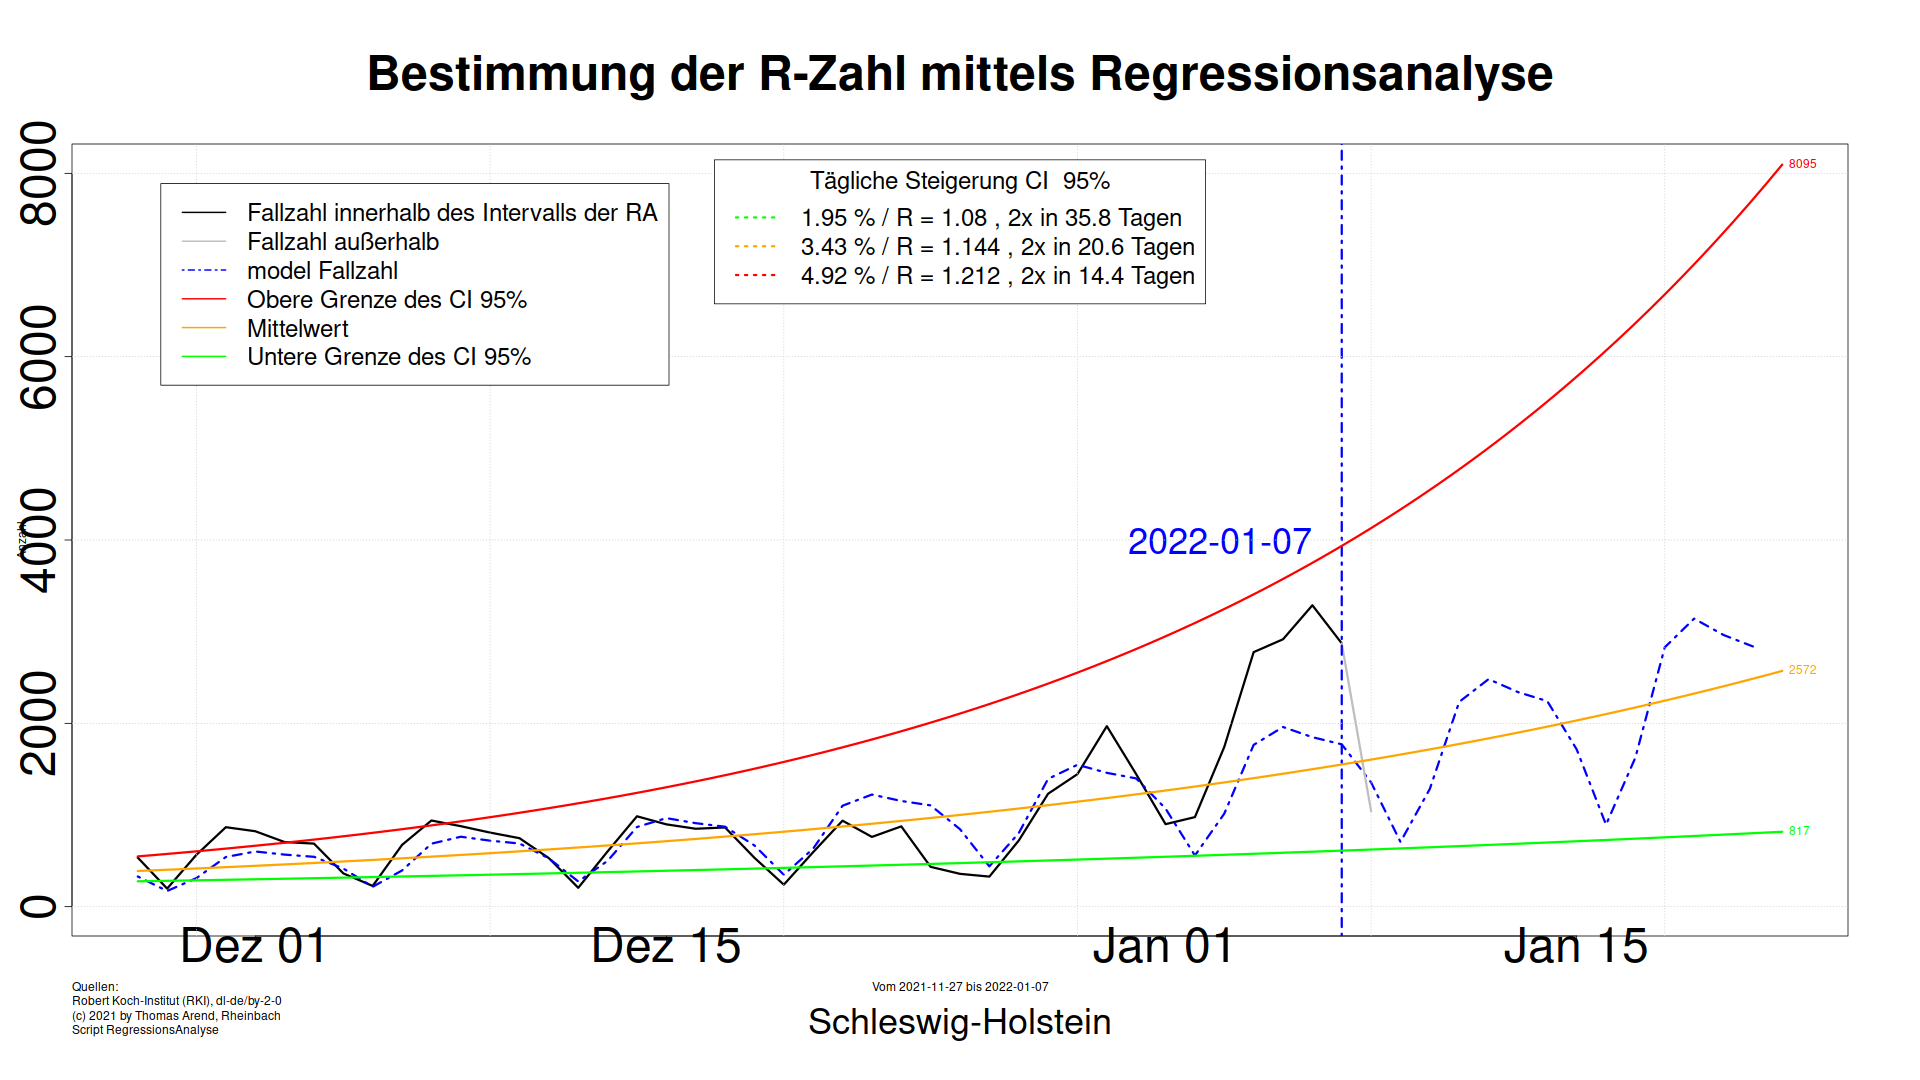 Bestimmung der R-Zahl mittels Regressionsanalyse
8000
6000
4000
2000
0
Anzahl
Fallzahl innerhalb des Intervalls der RA
Fallzahl außerhalb
model Fallzahl
Obere Grenze des CI 95%
Mittelwert
Untere Grenze des CI 95%
Tägliche Steigerung CI  95%
1.95 % / R = 1.08 , 2x in 35.8 Tagen
3.43 % / R = 1.144 , 2x in 20.6 Tagen
4.92 % / R = 1.212 , 2x in 14.4 Tagen
8095
2022-01-07
2572
817
Dez 01
Dez 15
Jan 01
Jan 15
Quellen:
Robert Koch-Institut (RKI), dl-de/by-2-0
(c) 2021 by Thomas Arend, Rheinbach
Script RegressionsAnalyse
Vom 2021-11-27 bis 2022-01-07
Schleswig-Holstein